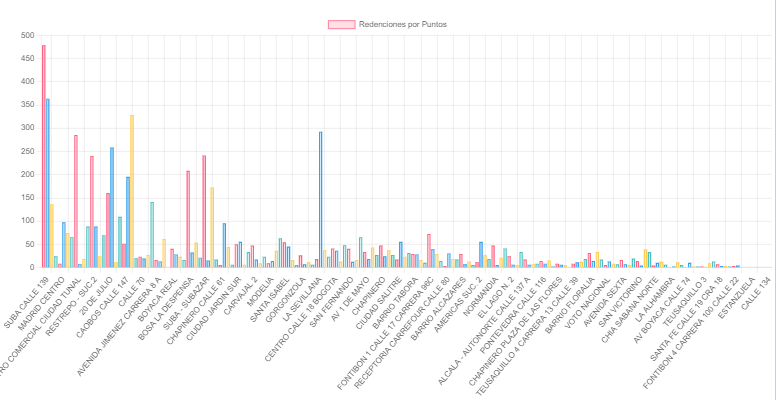 Redenciones por Puntos
500
450
400
350
300
250
200
150
100
50
0
SUBA CALLE 139
MADRID CENTRO
RO COMERCIAL CIUDAD TUNAL
RESTREPO - SUC 2
20 DE JULIO
CAOBOS CALLE 147
CALLE 70
AVENIDA JIMENEZ CARRERA 8 A
BOYACA REAL
BOSA LA DESPENSA
SUBA - SUBAZAR
CHAPINERO CALLE 61
CIUDAD JARDIN SUR
CARVAJAL 2
MODELIA
SANTA ISABEL
GORGONZOLA
LA SEVILLANA
CENTRO CALLE 18 BOGOTA
SAN FERNANDO
AV 1 DE MAYO
CHAPINERO
CIUDAD SALITRE
BARRIO TABORA
FONTIBON 1 CALLE 17 CARRERA 96C
RECEPTORIA CARREFOUR CALLE 80
BARRIO ALCAZARES
AMERICAS SUC. 2
NORMANDIA
EL LAGO N. 2
ALCALA - AUTONORTE CALLE 137 A
PONTEVEDRA CALLE 116
CHAPINERO PLAZA DE LAS FLORES
TEUSAQUILLO 4 CARRERA 13 CALLE 39
BARRIO FLORALIA
VOTO NACIONAL
AVENIDA SEXTA
SAN VICTORINO
CHIA SABANA NORTE
LA ALHAMBRA
AV BOYACA CALLE 74
TEUSAQUILLO 3
SANTA FE CALLE 19 CRA 18
FONTIBON 4 CARRERA 100 CALLE 22
ESTANZUELA
CALLE 134